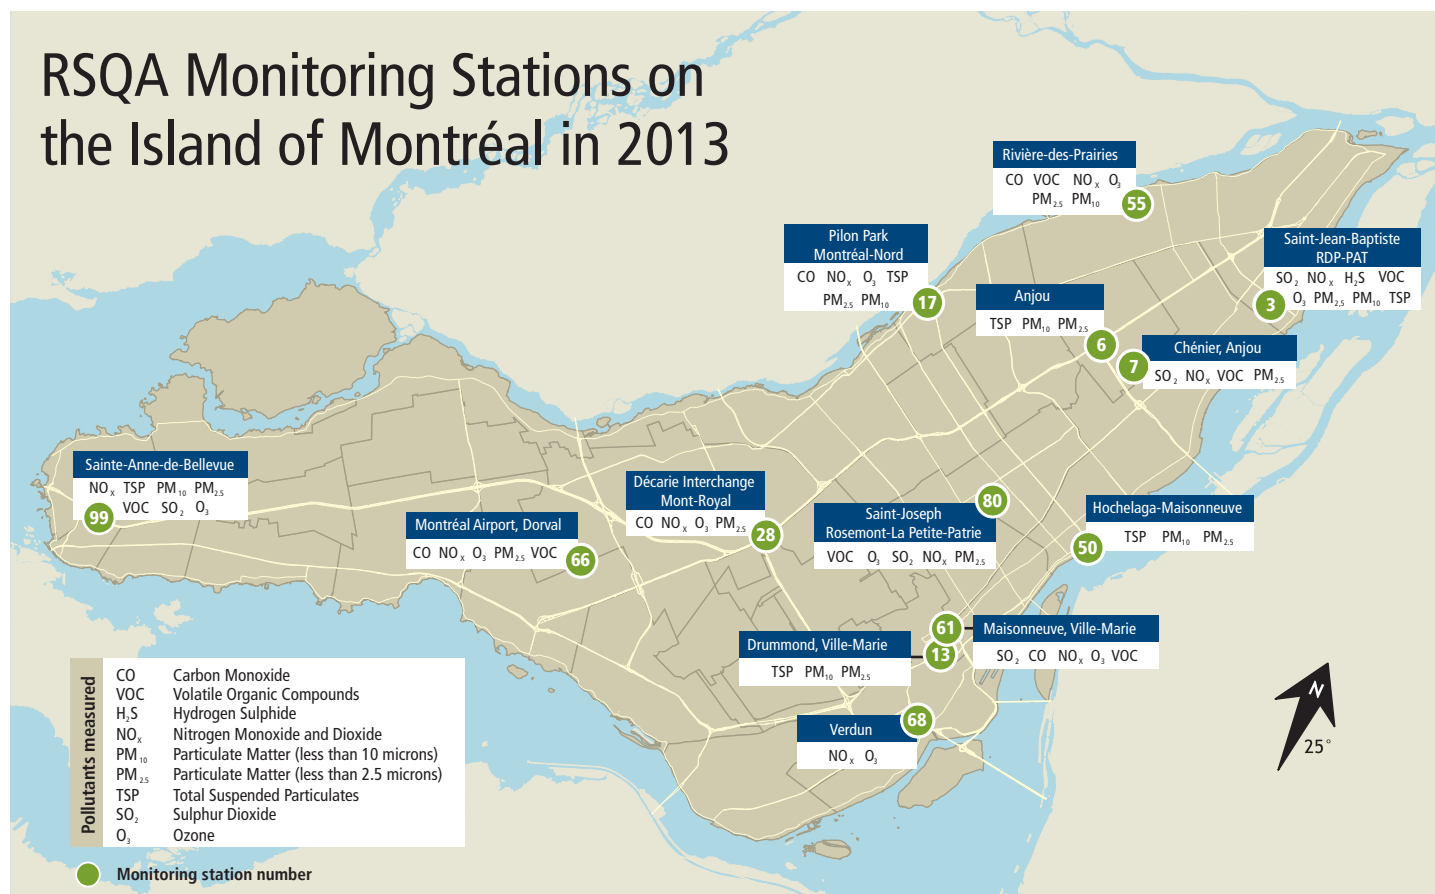 RSQA Monitoring Stations on
the Island of Montréal in 2013
Rivière-des-Prairies
CO VOC NOₓ O₃
PM₂.₅ PM₁₀
55
Pilon Park
Montréal-Nord
CO NOₓ O₃ TSP
PM₂.₅ PM₁₀
17
Saint-Jean-Baptiste
RDP-PAT
SO₂ NOₓ H₂S VOC
O₃ PM₂,₅ PM₁₀ TSP
3
Anjou
TSP PM₁₀ PM₂.₅
6
Chénier, Anjou
SO₂ NOₓ VOC PM₂.₅
7
Sainte-Anne-de-Bellevue
NOₓ TSP PM₁₀ PM₂.₅
VOC SO₂ O₃
99
Montréal Airport, Dorval
CO NOₓ O₃ PM₂.₅ VOC
66
Décarie Interchange
Mont-Royal
CO NOₓ O₃ PM₂.₅
28
80
Saint-Joseph
Rosemont-La Petite-Patrie
VOC O₃ SO₂ NOₓ PM₂.₅
Hochelaga-Maisonneuve
TSP PM₁₀ PM₂.₅
50
61
Maisonneuve, Ville-Marie
SO₂ CO NOₓ O₃ VOC
Drummond, Ville-Marie
TSP PM₁₀ PM₂.₅
13
Verdun
NOₓ O₃
68
N
25°
Pollutants measured
CO Carbon Monoxide
VOC Volatile Organic Compounds
H₂S Hydrogen Sulphide
NOₓ Nitrogen Monoxide and Dioxide
PM₁₀ Particulate Matter (less than 10 microns)
PM₂.₅ Particulate Matter (less than 2.5 microns)
TSP Total Suspended Particulates
SO₂ Sulphur Dioxide
O₃ Ozone
Monitoring station number